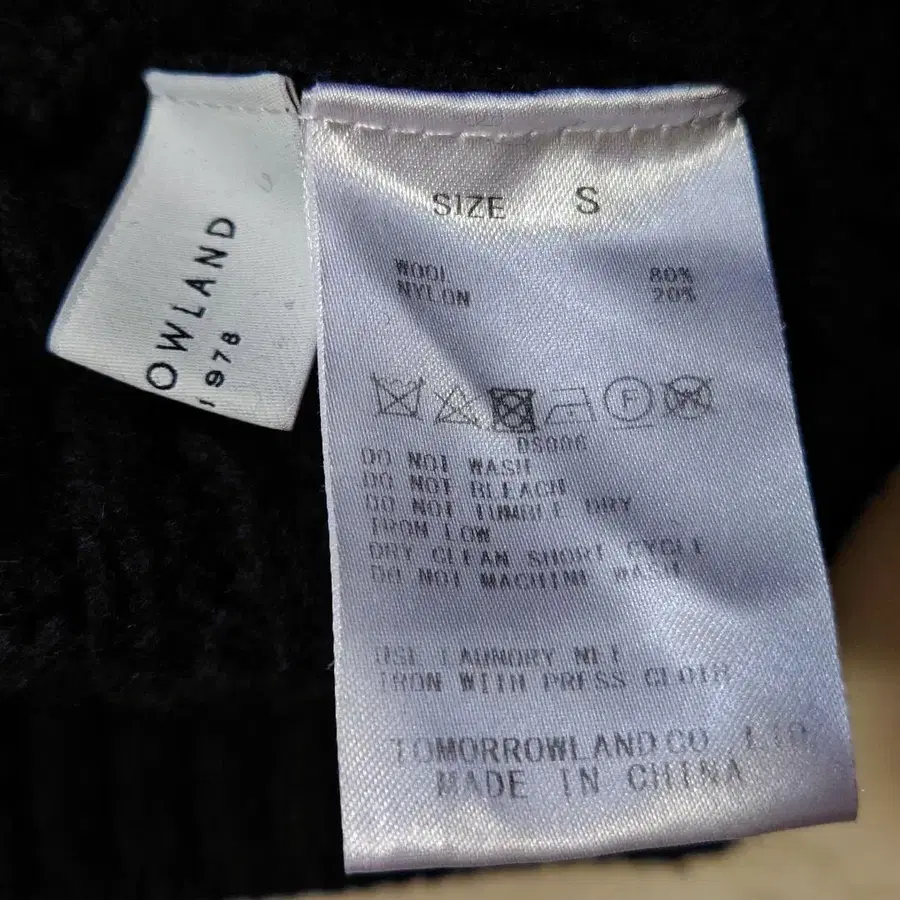 OWLAND
1978
SIZE S
WOOL 80%
NYLON 20%
P
DS006
DO NOT WASH
DO NOT BLEACH
DO NOT TUMBLE DRY
IRON LOW
DRY CLEAN SHORT CYCLE
DO NOT MACHINE WASH
USE LAUNDRY NET
IRON WITH PRESS CLOTH
TOMORROWLAND CO.,LTD.
MADE IN CHINA